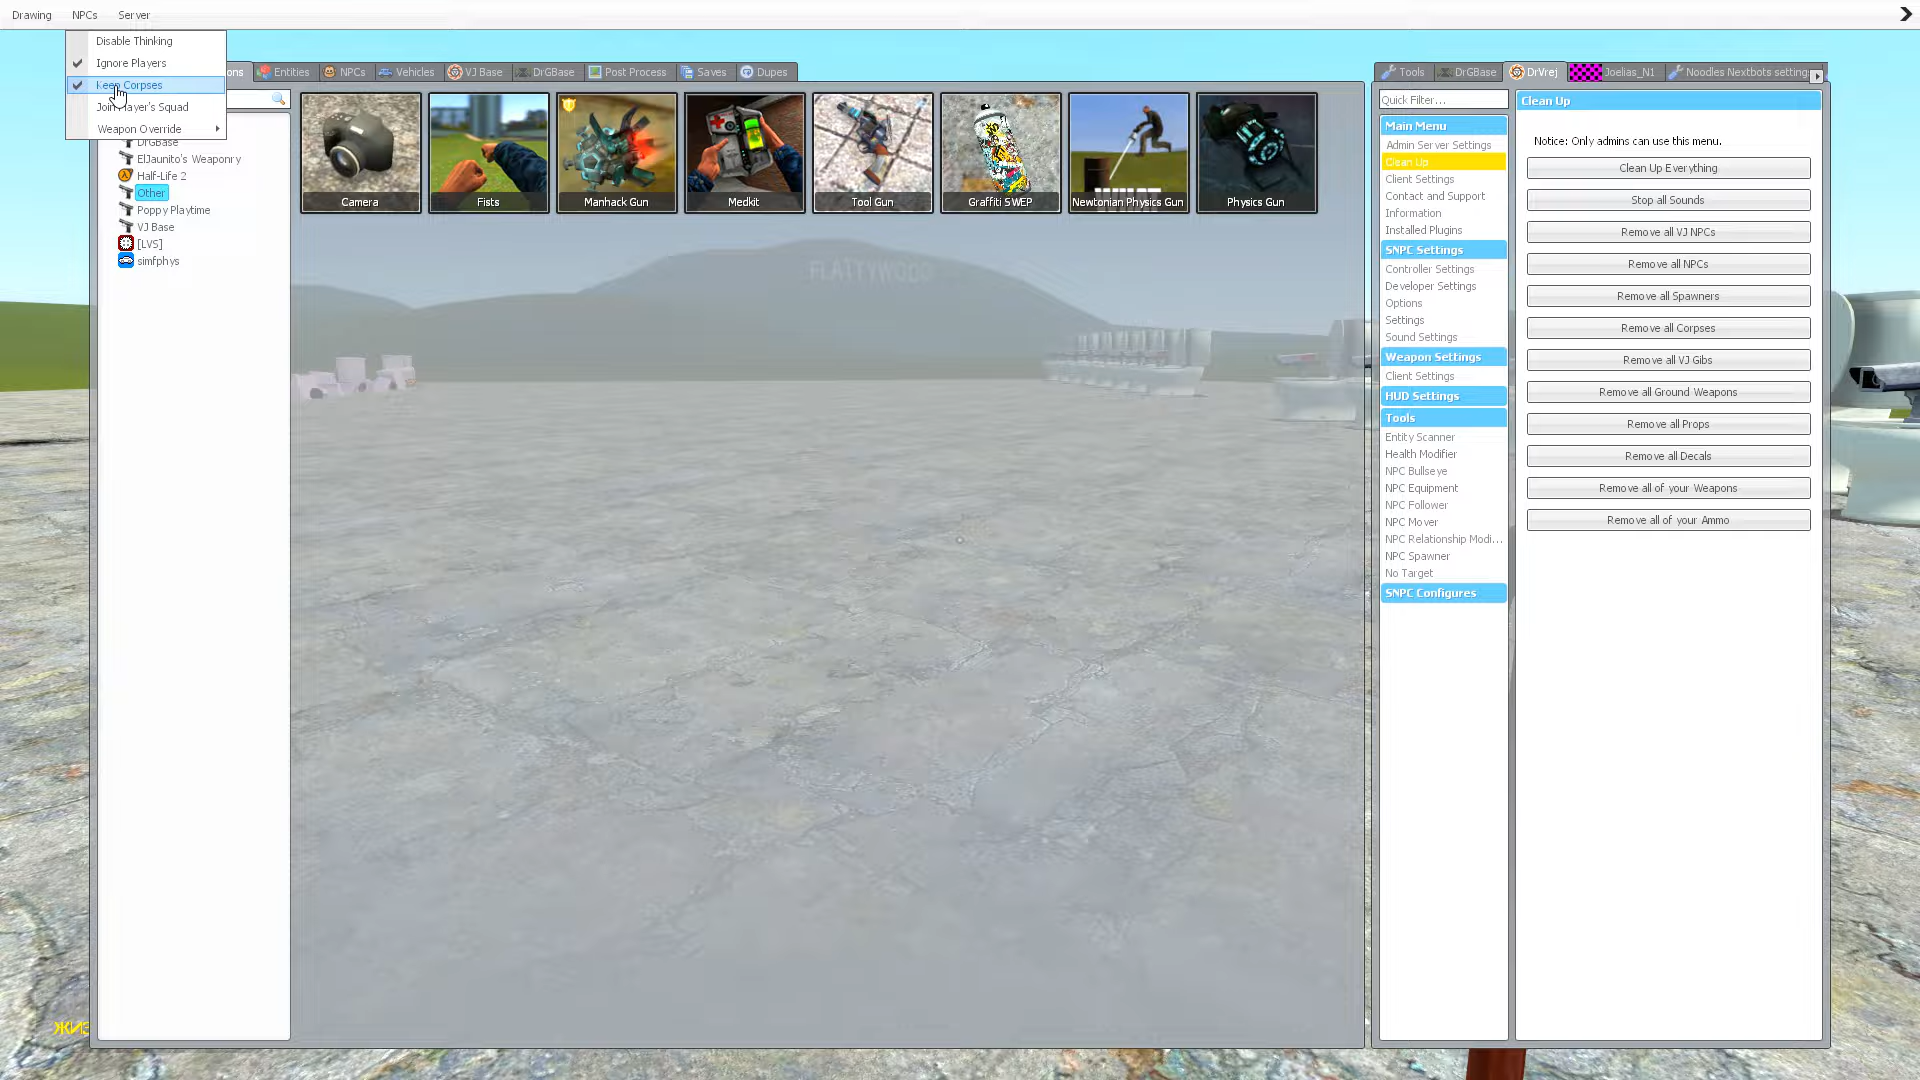 Drawing NPCs Server
Disable Thinking
Ignore Players
Keep Corpses
Weapon Override
Entities NPCs Vehicles VJ Base DrGBase Post Process Saves Dupes
DrGBase
ElJaunito's Weaponry
Half-Life 2
Other
Poppy Playtime
VJ Base
[LVS]
simfphys
Camera
Fists
Manhack Gun
Medkit
Tool Gun
Graffiti SWEP
Newtonian Physics Gun
Physics Gun
FLATTYWOOD
Tools DrGBase DrVrej Joelias_N1 Noodles Nextbots setting...
Quick Filter...
Main Menu
Admin Server Settings
Clean Up
Client Settings
Contact and Support
Information
Installed Plugins
SNPC Settings
Controller Settings
Developer Settings
Options
Settings
Sound Settings
Weapon Settings
Client Settings
HUD Settings
Tools
Entity Scanner
Health Modifier
NPC Bullseye
NPC Equipment
NPC Follower
NPC Mover
NPC Relationship Modi...
NPC Spawner
No Target
SNPC Configures
Clean Up
Notice: Only admins can use this menu.
Clean Up Everything
Stop all Sounds
Remove all VJ NPCs
Remove all NPCs
Remove all Spawners
Remove all Corpses
Remove all VJ Gibs
Remove all Ground Weapons
Remove all Props
Remove all Decals
Remove all of your Weapons
Remove all of your Ammo